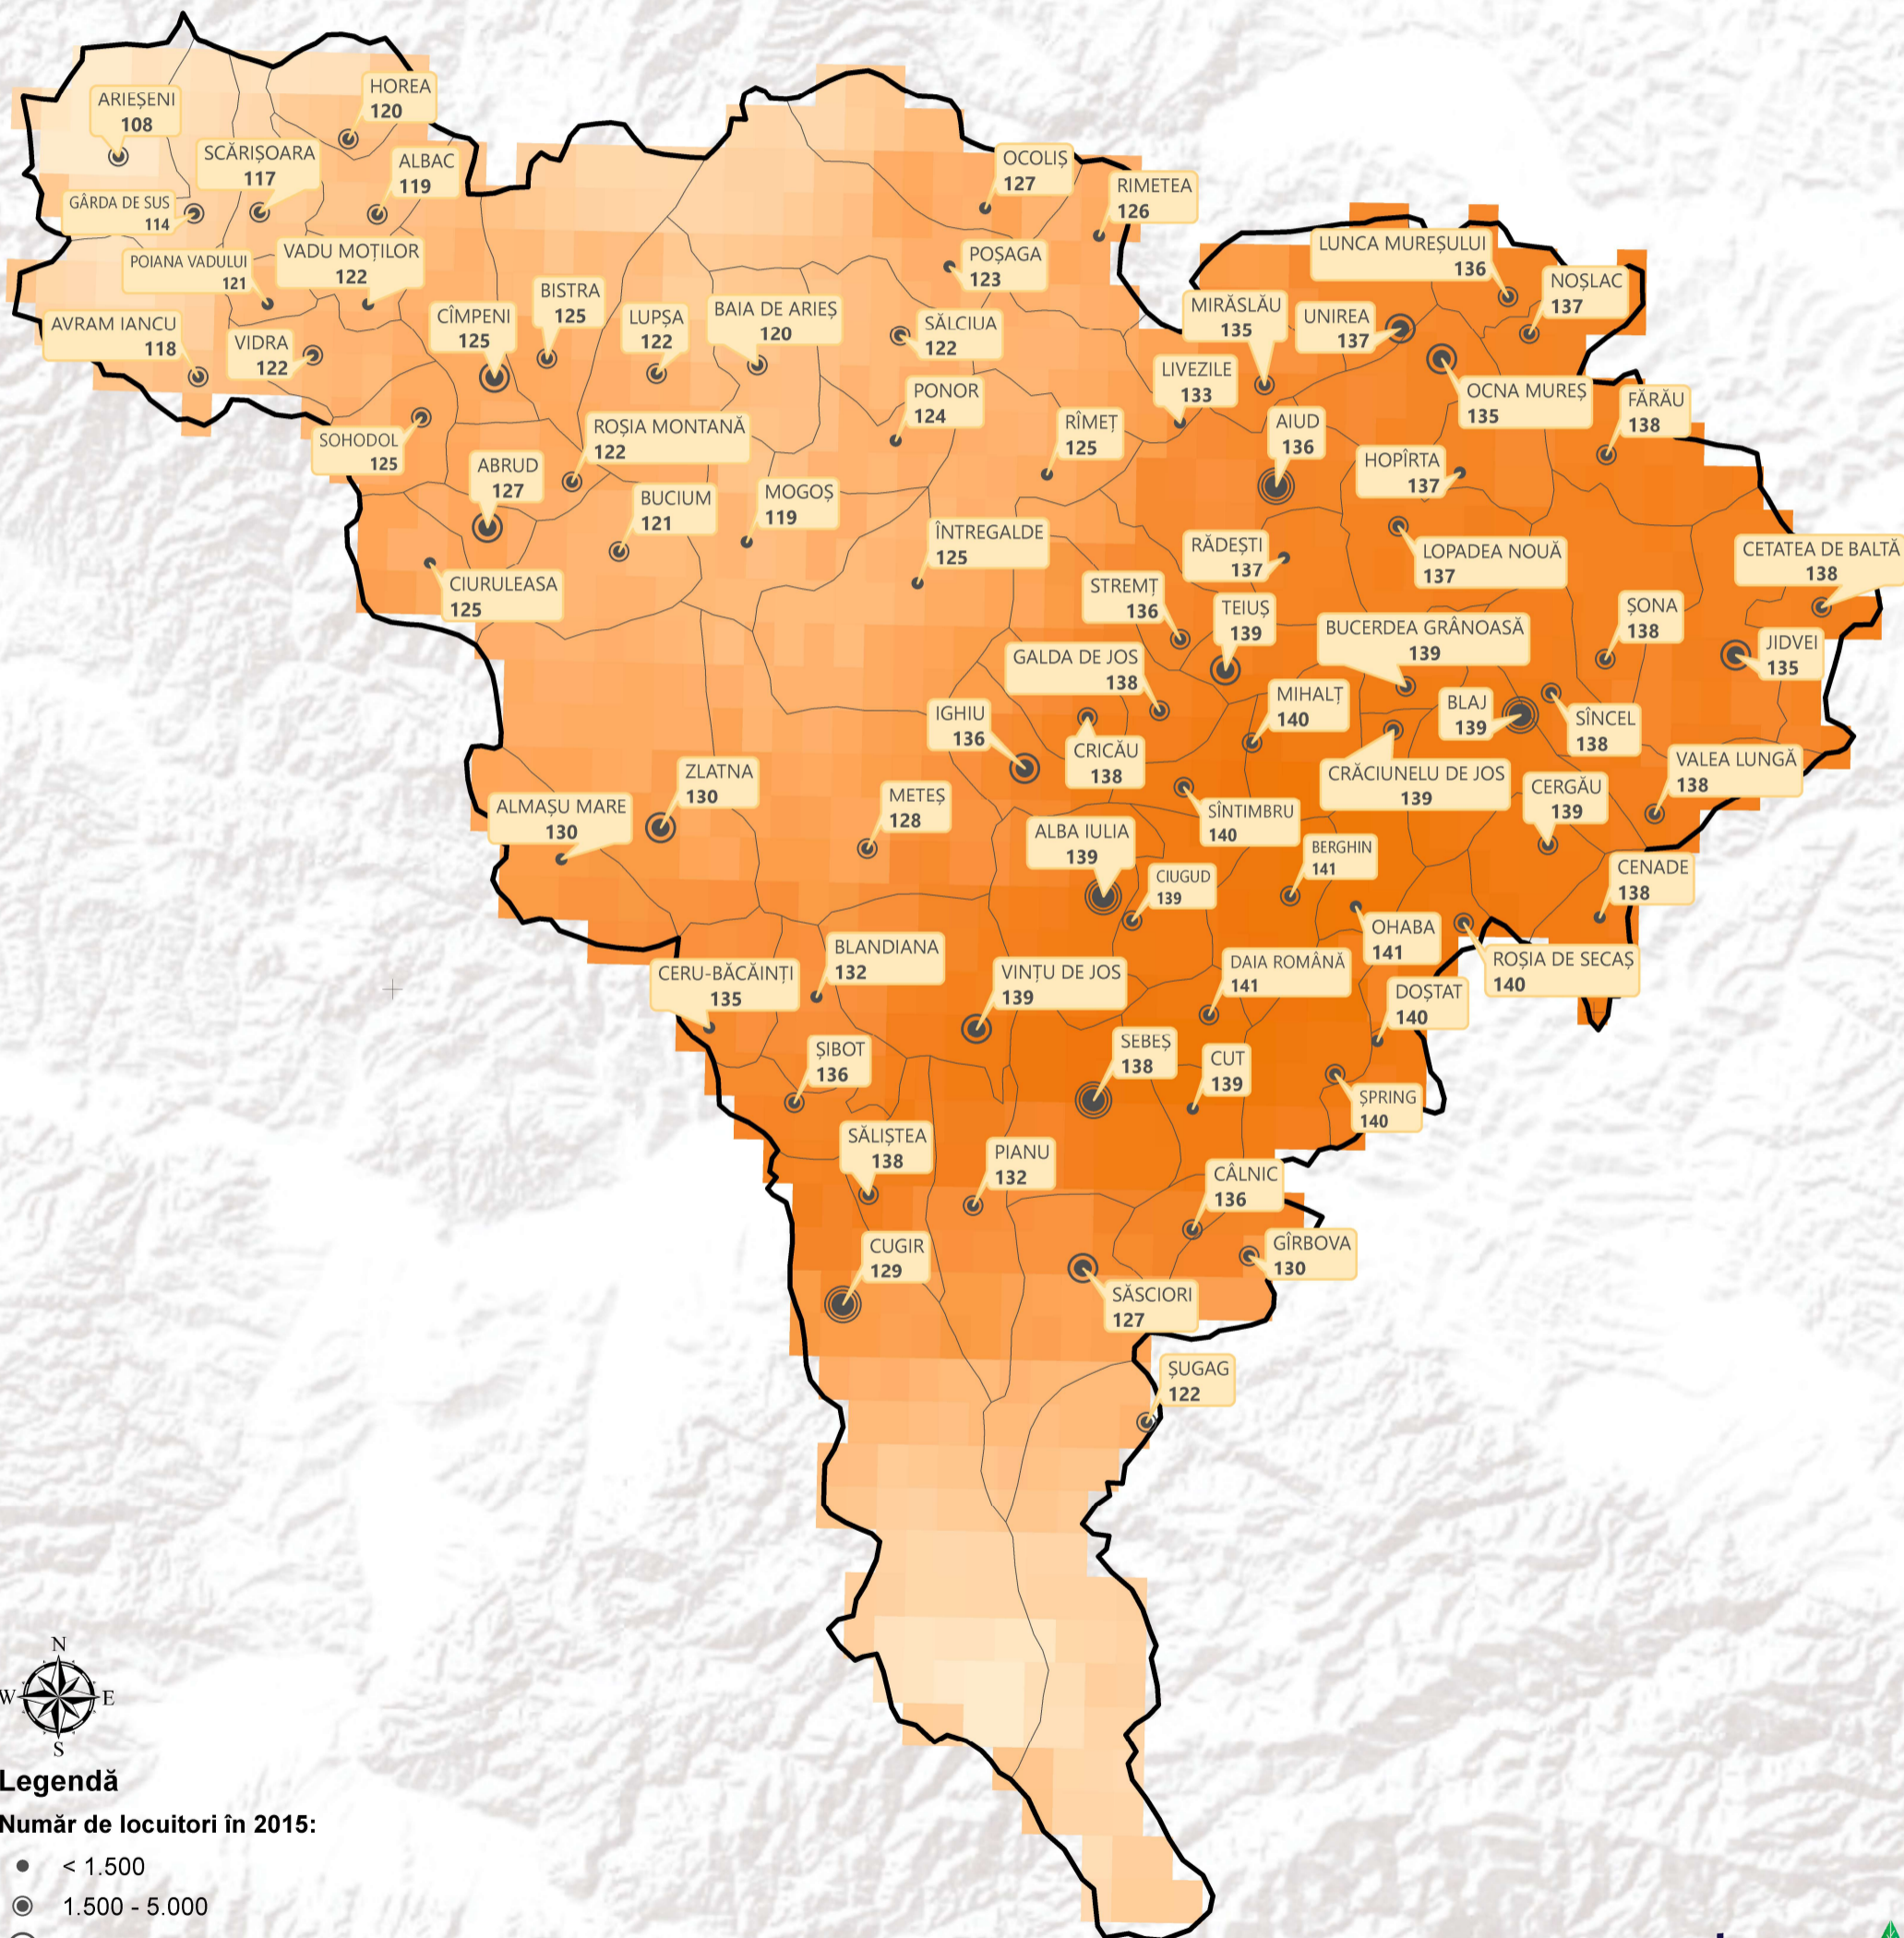 ARIEȘENI
108
HOREA
120
SCĂRIȘOARA
117
ALBAC
119
GÂRDA DE SUS
114
OCOLIȘ
127
RIMETEA
126
POIANA VADULUI
121
VADU MOȚILOR
122
POȘAGA
123
LUNCA MUREȘULUI
136
NOȘLAC
137
AVRAM IANCU
118
VIDRA
122
CÎMPENI
125
BISTRA
125
LUPȘA
122
BAIA DE ARIEȘ
120
SĂLCIUA
122
MIRĂSLĂU
135
UNIREA
137
LIVEZILE
133
OCNA MUREȘ
135
FĂRĂU
138
PONOR
124
SOHODOL
125
ROȘIA MONTANĂ
122
RÎMEȚ
125
AIUD
136
HOPÎRTA
137
ABRUD
127
BUCIUM
121
MOGOȘ
119
ÎNTREGALDE
125
RĂDEȘTI
137
LOPADEA NOUĂ
137
CETATEA DE BALTĂ
138
CIURULEASA
125
STREMȚ
136
TEIUȘ
139
BUCERDEA GRÂNOASĂ
139
ȘONA
138
JIDVEI
135
GALDA DE JOS
138
MIHALȚ
140
BLAJ
139
SÎNCEL
138
IGHIU
136
CRICĂU
138
ZLATNA
130
CRĂCIUNELU DE JOS
139
CERGĂU
139
VALEA LUNGĂ
138
ALMAȘU MARE
130
METEȘ
128
SÎNTIMBRU
140
ALBA IULIA
139
BERGHIN
141
CIUGUD
139
CENADE
138
OHABA
141
ROȘIA DE SECAȘ
140
BLANDIANA
132
CERU-BĂCĂINȚI
135
VINȚU DE JOS
139
DAIA ROMÂNĂ
141
DOȘTAT
140
ȘIBOT
136
SEBEȘ
138
CUT
139
ȘPRING
140
SĂLIȘTEA
138
PIANU
132
CÂLNIC
136
CUGIR
129
GÎRBOVA
130
SĂSCIORI
127
ȘUGAG
122
N
W
E
S
Legendă
Număr de locuitori în 2015:
< 1.500
1.500 - 5.000